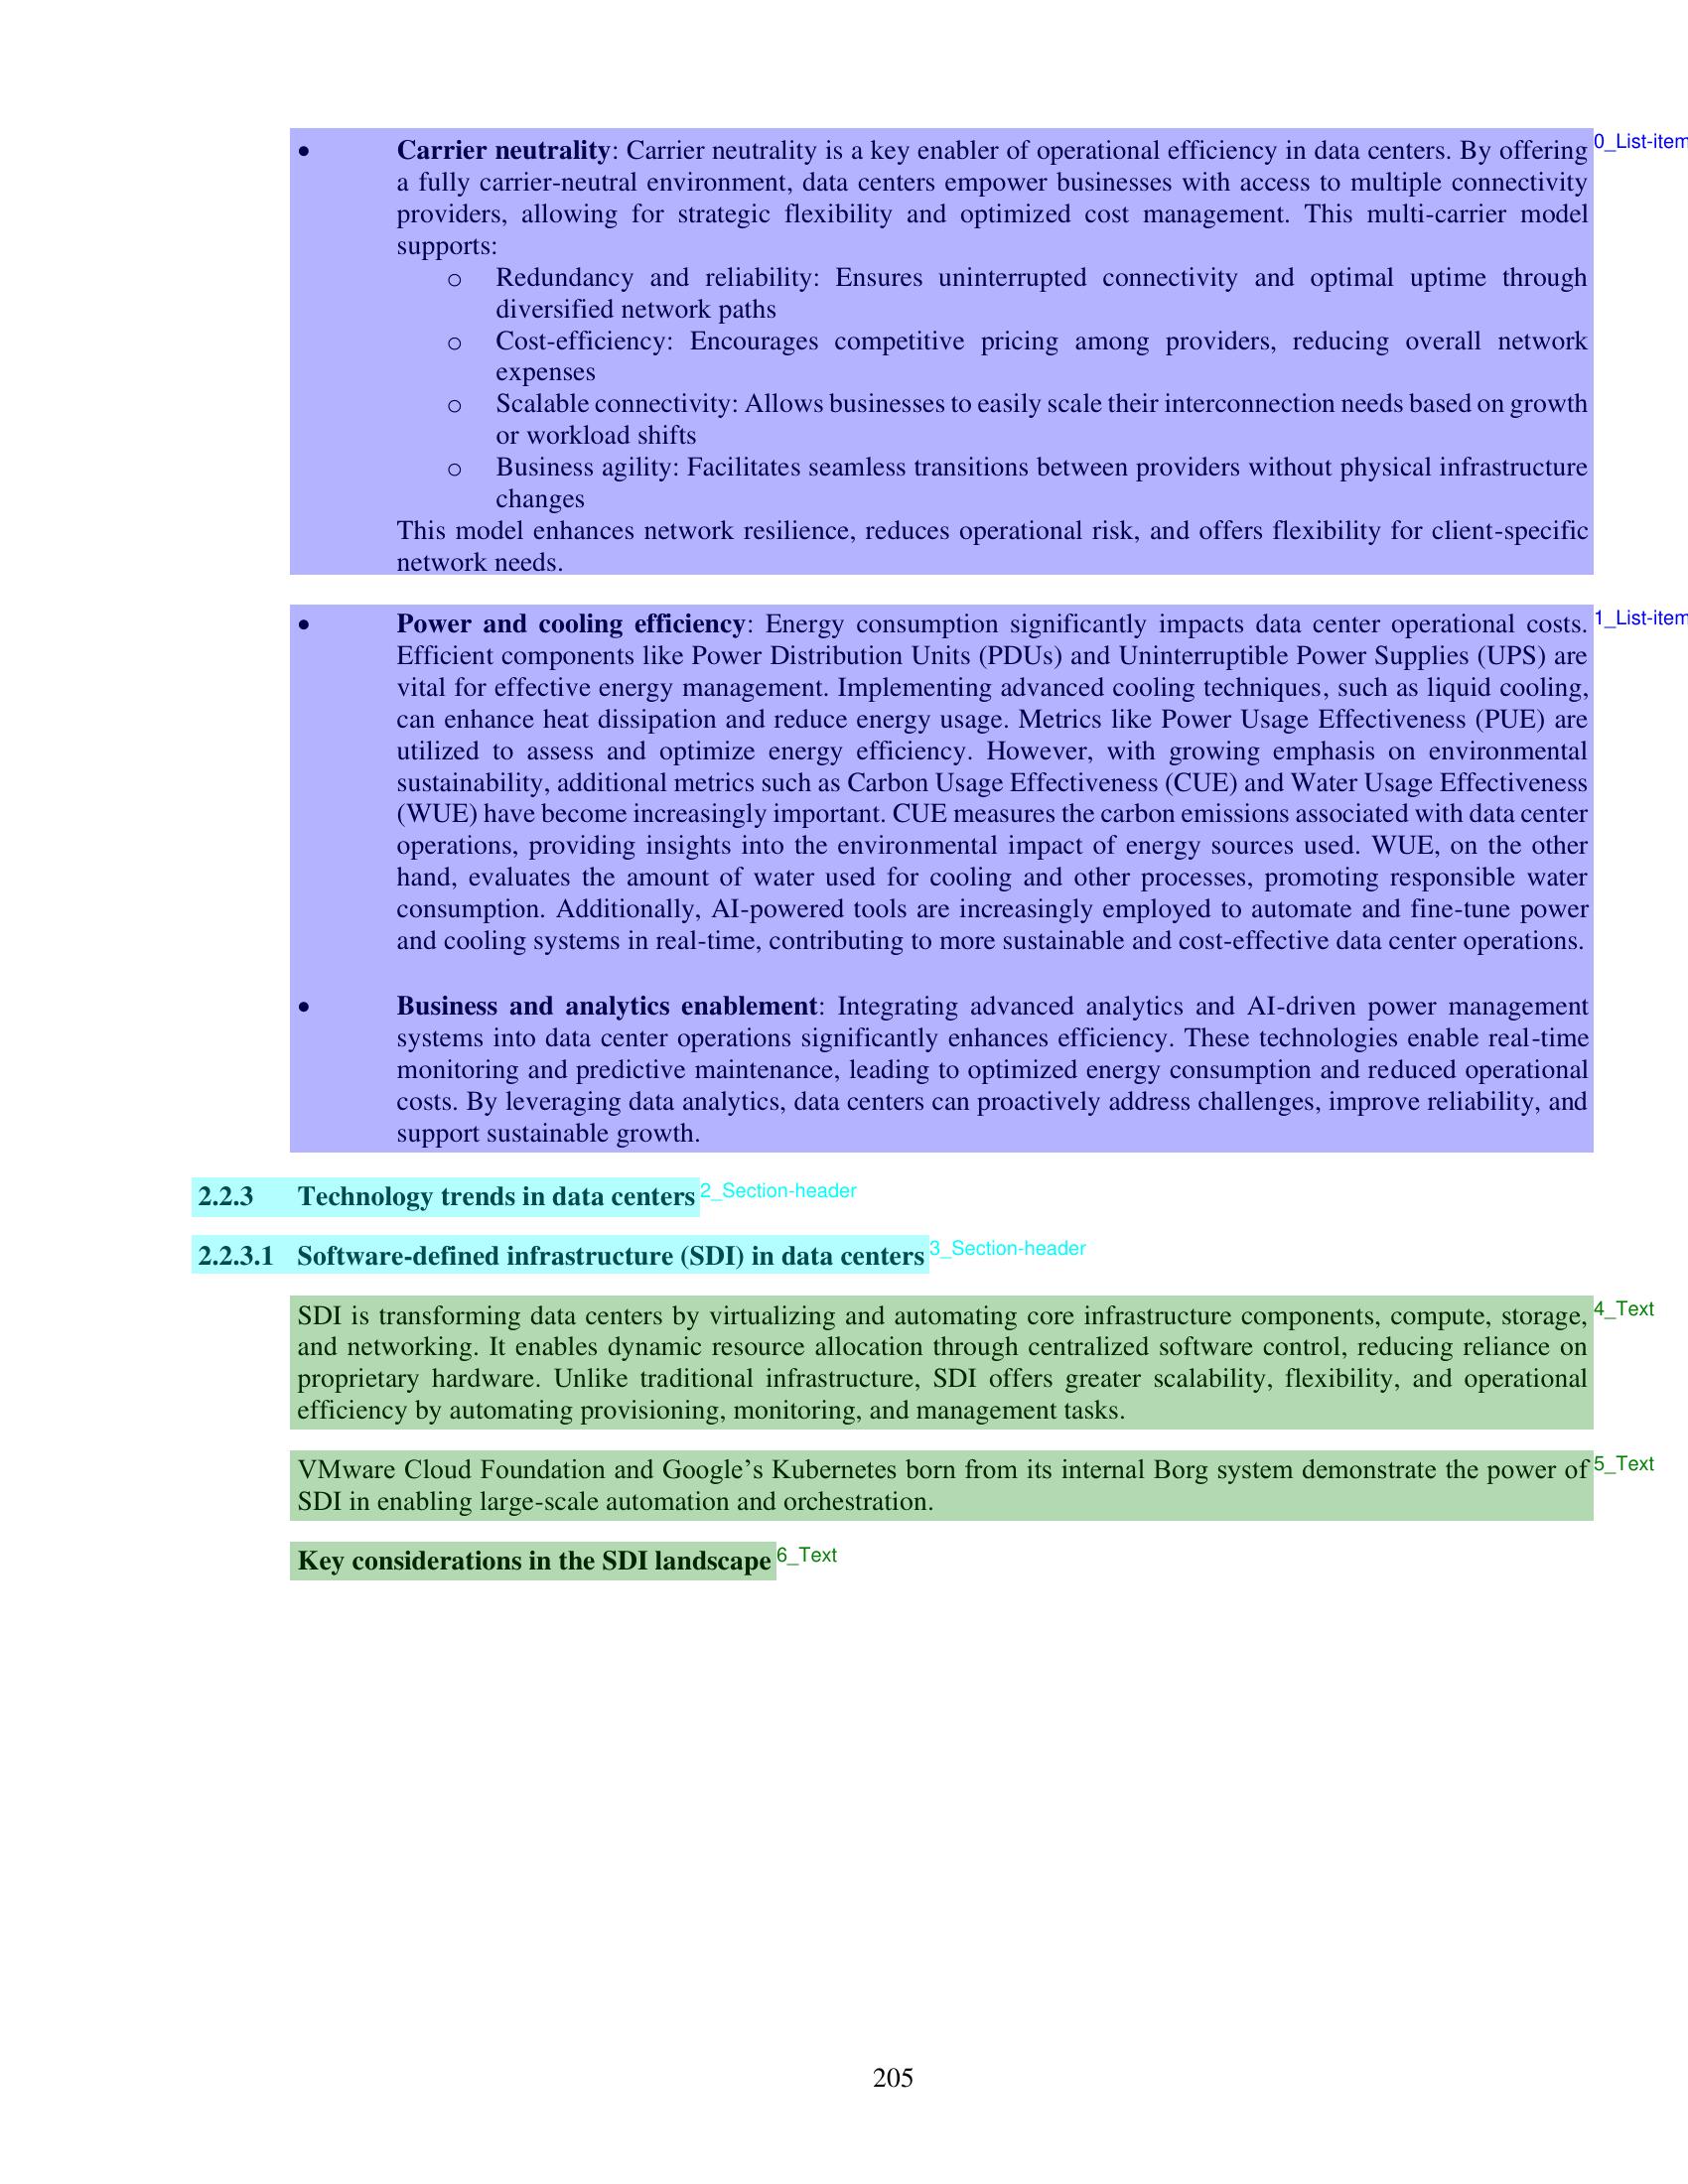 • Carrier neutrality: Carrier neutrality is a key enabler of operational efficiency in data centers. By offering 0_List-item
a fully carrier-neutral environment, data centers empower businesses with access to multiple connectivity
providers, allowing for strategic flexibility and optimized cost management. This multi-carrier model
supports:
o Redundancy and reliability: Ensures uninterrupted connectivity and optimal uptime through
diversified network paths
o Cost-efficiency: Encourages competitive pricing among providers, reducing overall network
expenses
o Scalable connectivity: Allows businesses to easily scale their interconnection needs based on growth
or workload shifts
o Business agility: Facilitates seamless transitions between providers without physical infrastructure
changes
This model enhances network resilience, reduces operational risk, and offers flexibility for client-specific
network needs.
• Power and cooling efficiency: Energy consumption significantly impacts data center operational costs. 1_List-item
Efficient components like Power Distribution Units (PDUs) and Uninterruptible Power Supplies (UPS) are
vital for effective energy management. Implementing advanced cooling techniques, such as liquid cooling,
can enhance heat dissipation and reduce energy usage. Metrics like Power Usage Effectiveness (PUE) are
utilized to assess and optimize energy efficiency. However, with growing emphasis on environmental
sustainability, additional metrics such as Carbon Usage Effectiveness (CUE) and Water Usage Effectiveness
(WUE) have become increasingly important. CUE measures the carbon emissions associated with data center
operations, providing insights into the environmental impact of energy sources used. WUE, on the other
hand, evaluates the amount of water used for cooling and other processes, promoting responsible water
consumption. Additionally, AI-powered tools are increasingly employed to automate and fine-tune power
and cooling systems in real-time, contributing to more sustainable and cost-effective data center operations.
• Business and analytics enablement: Integrating advanced analytics and AI-driven power management
systems into data center operations significantly enhances efficiency. These technologies enable real-time
monitoring and predictive maintenance, leading to optimized energy consumption and reduced operational
costs. By leveraging data analytics, data centers can proactively address challenges, improve reliability, and
support sustainable growth.
2.2.3 Technology trends in data centers 2_Section-header
2.2.3.1 Software-defined infrastructure (SDI) in data centers 3_Section-header
SDI is transforming data centers by virtualizing and automating core infrastructure components, compute, storage, 4_Text
and networking. It enables dynamic resource allocation through centralized software control, reducing reliance on
proprietary hardware. Unlike traditional infrastructure, SDI offers greater scalability, flexibility, and operational
efficiency by automating provisioning, monitoring, and management tasks.
VMware Cloud Foundation and Google’s Kubernetes born from its internal Borg system demonstrate the power of 5_Text
SDI in enabling large-scale automation and orchestration.
Key considerations in the SDI landscape 6_Text
205